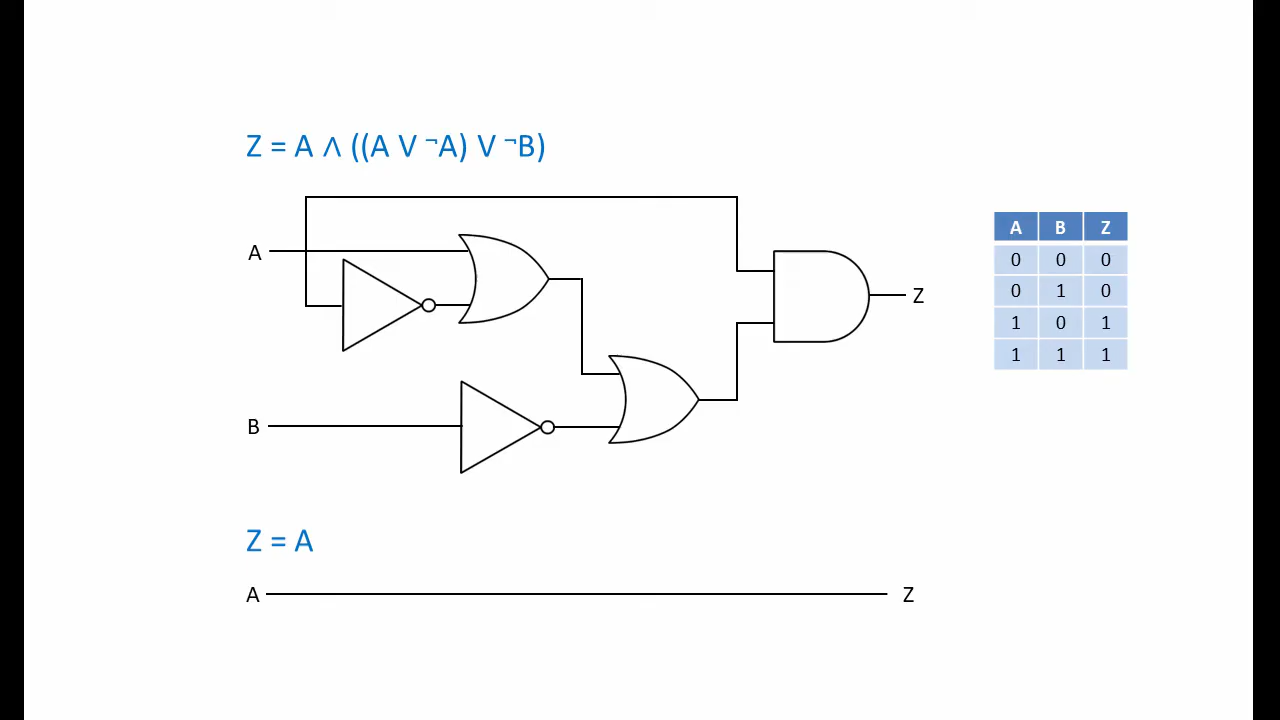 Z = A ∧ ((A V ¬A) V ¬B)
A
B
Z
A B Z
0 0 0
0 1 0
1 0 1
1 1 1
Z = A
A Z